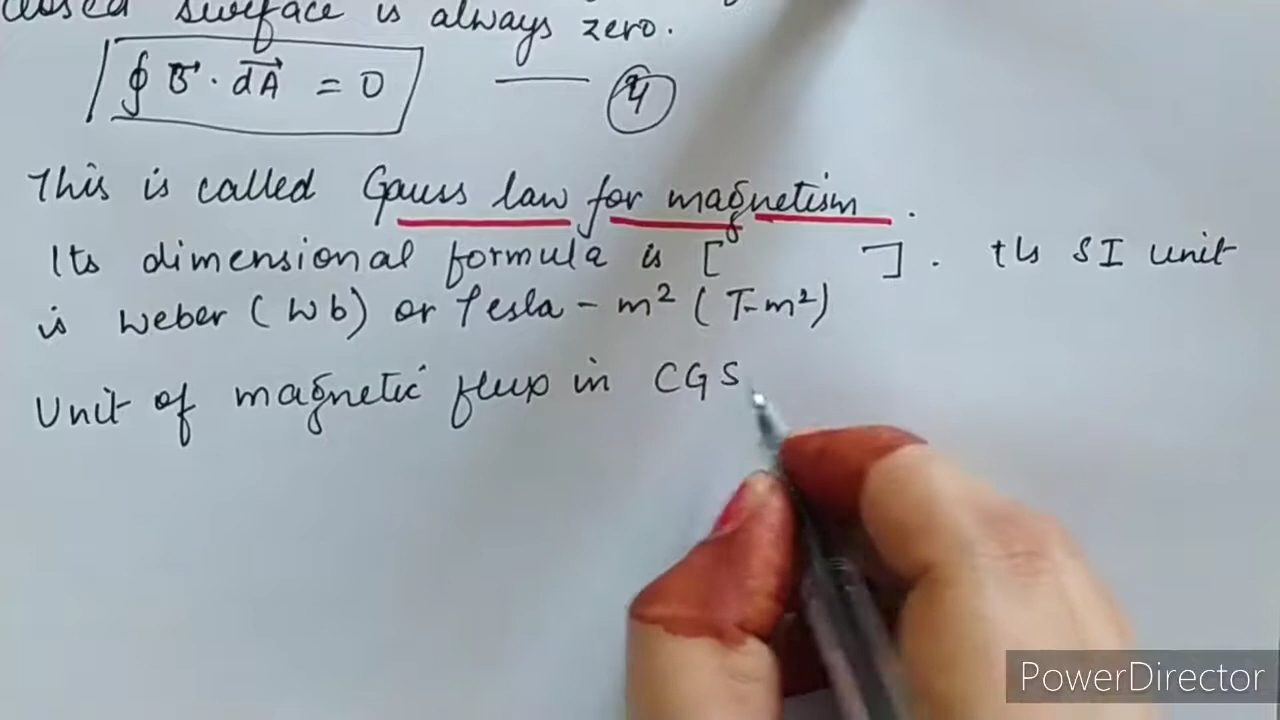 closed surface is always zero.
∮ B⃗ · dA⃗ = 0 —— 4
This is called Gauss law for magnetism.
Its dimensional formula is [ ]. Its SI unit
is weber (Wb) or Tesla - m² (T-m²)
Unit of magnetic flux in CGS
PowerDirector